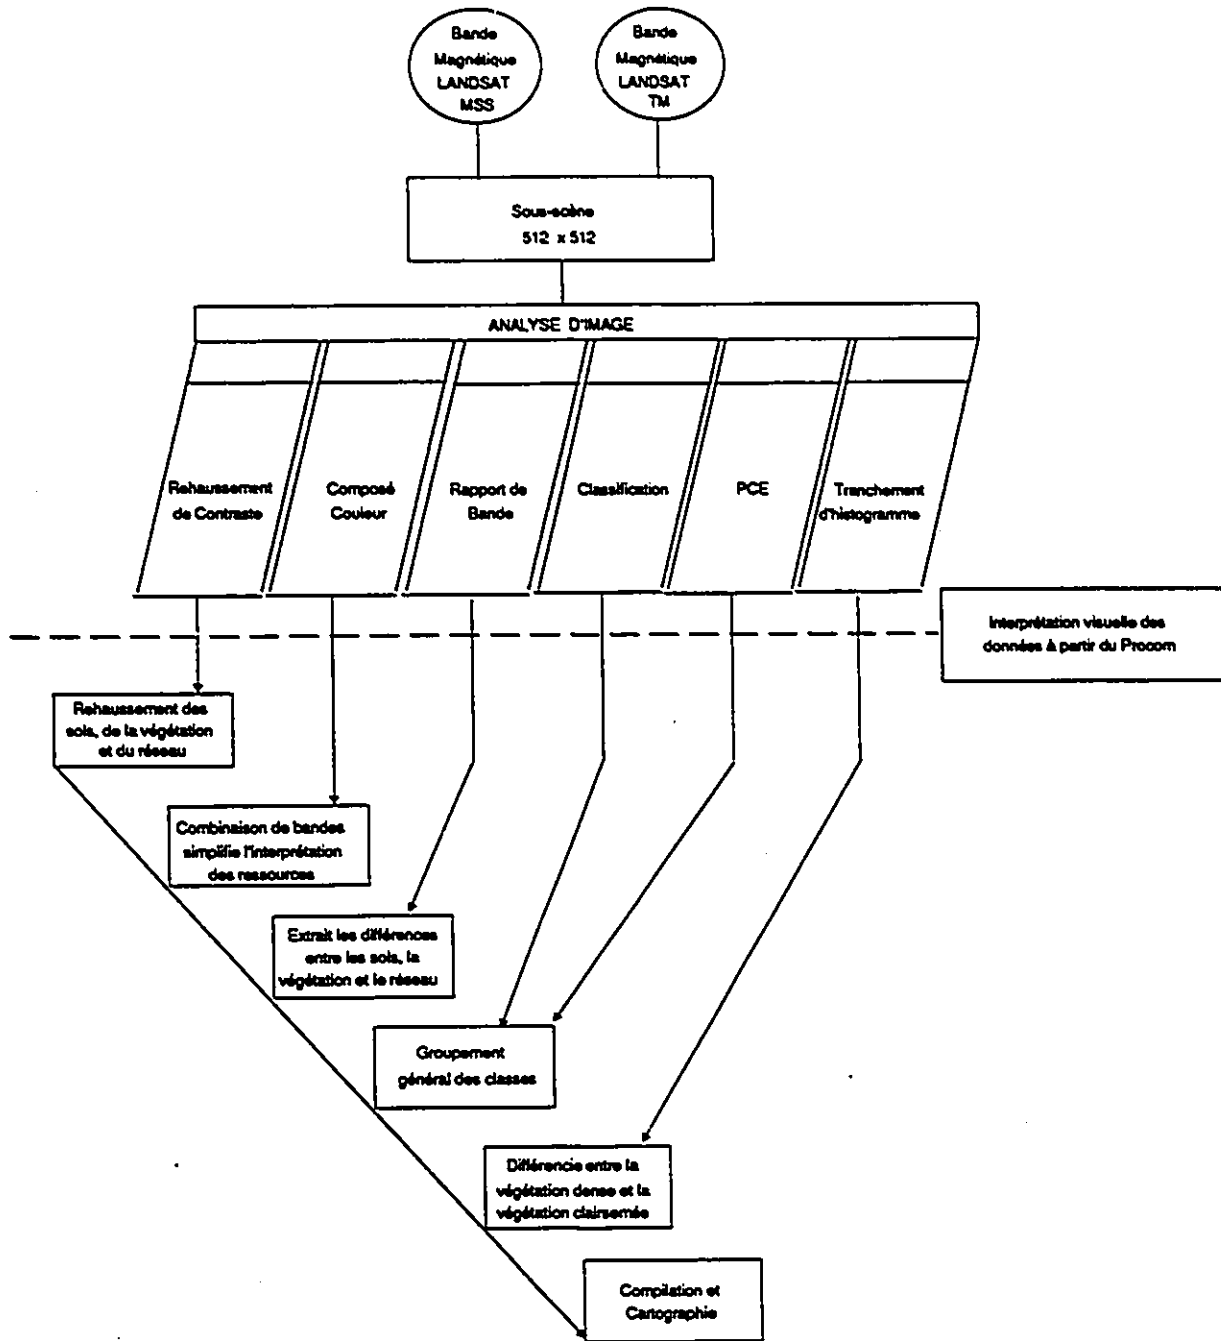 Bande
Magnétique
LANDSAT
MSS
Bande
Magnétique
LANDSAT
TM
Sous-scène
512 x 512
ANALYSE D'IMAGE
Rehaussement
de Contraste
Composé
Couleur
Rapport de
Bande
Classification
PCE
Tranchement
d'histogramme
Interprétation visuelle des
données à partir du Procom
Rehaussement des
sols, de la végétation
et du réseau
Combinaison de bandes
simplifie l'interprétation
des ressources
Extrait les différences
entre les sols, la
végétation et le réseau
Groupement
général des classes
Différencie entre la
végétation dense et la
végétation clairsemée
Compilation et
Cartographie